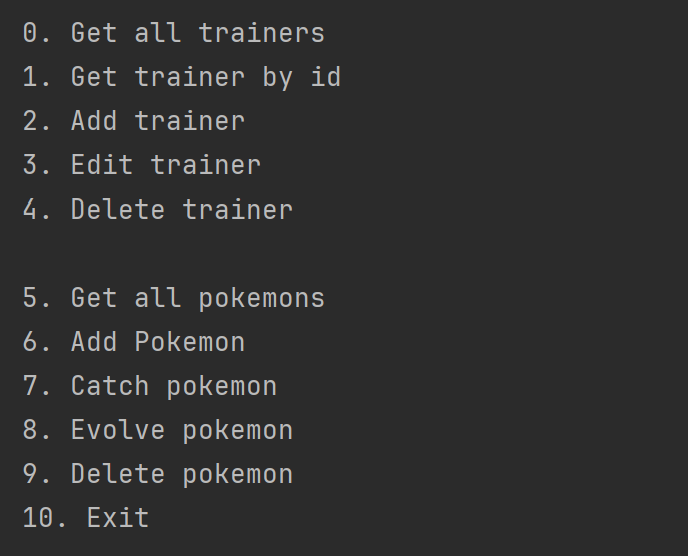 0. Get all trainers
1. Get trainer by id
2. Add trainer
3. Edit trainer
4. Delete trainer
5. Get all pokemons
6. Add Pokemon
7. Catch pokemon
8. Evolve pokemon
9. Delete pokemon
10. Exit